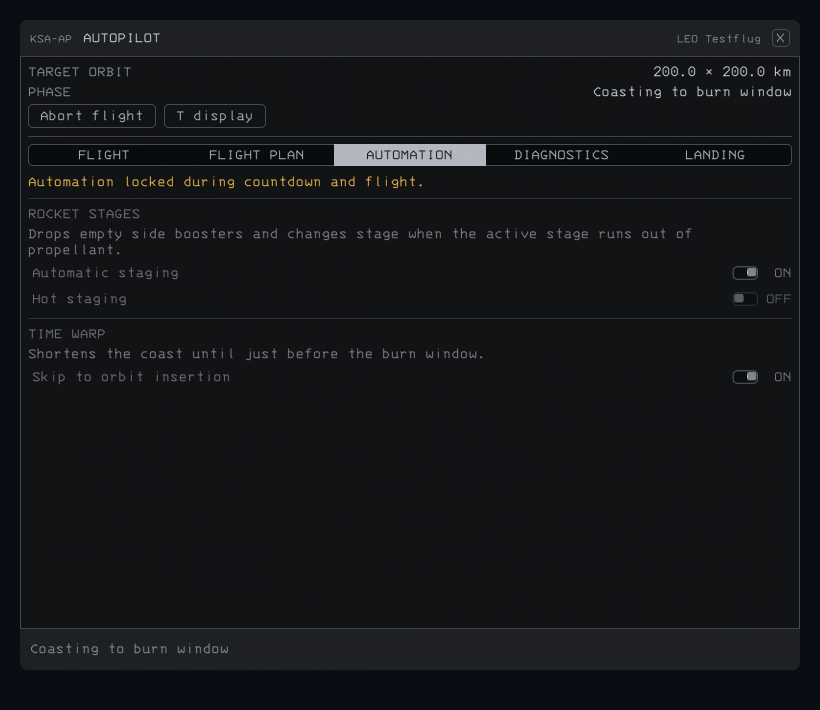 KSA-AP AUTOPILOT LEO Testflug X
TARGET ORBIT 200.0 × 200.0 km
PHASE Coasting to burn window
Abort flight T display
FLIGHT FLIGHT PLAN AUTOMATION DIAGNOSTICS LANDING
Automation locked during countdown and flight.
ROCKET STAGES
Drops empty side boosters and changes stage when the active stage runs out of
propellant.
Automatic staging ON
Hot staging OFF
TIME WARP
Shortens the coast until just before the burn window.
Skip to orbit insertion ON
Coasting to burn window